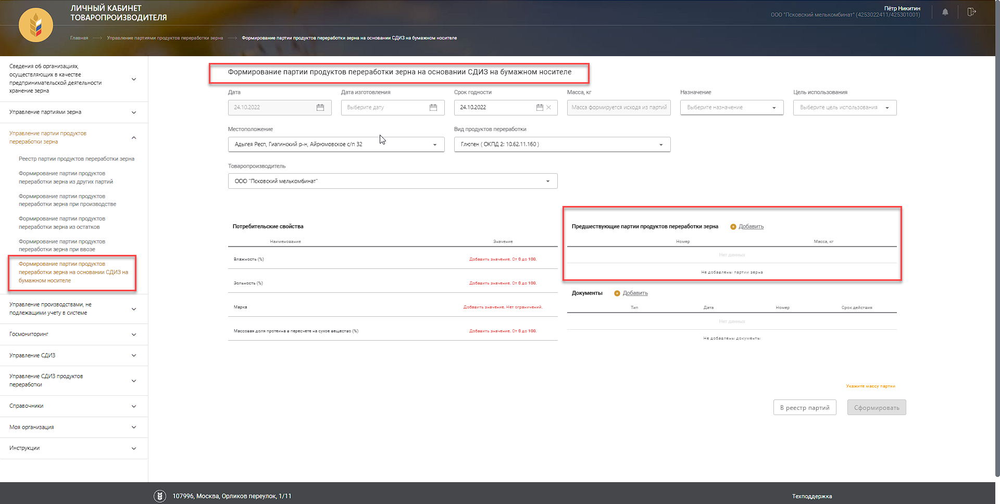 ЛИЧНЫЙ КАБИНЕТ
ТОВАРОПРОИЗВОДИТЕЛЯ
Пётр Никитин
ООО "Псковский мелькомбинат" (4253022411/425301001)
Главная
Управление партиями продуктов переработки зерна
Формирование партии продуктов переработки зерна на основании СДИЗ на бумажном носителе
Сведения об организациях,
осуществляющих в качестве
предпринимательской деятельности
хранение зерна
Управление партиями зерна
Управление партии продуктов
переработки зерна
Реестр партии продуктов переработки зерна
Формирование партии продуктов
переработки зерна из других партий
Формирование партии продуктов
переработки зерна при производстве
Формирование партии продуктов
переработки зерна из остатков
Формирование партии продуктов
переработки зерна при ввозе
Формирование партии продуктов
переработки зерна на основании СДИЗ на
бумажном носителе
Управление производствами, не
подлежащими учету в системе
Госмониторинг
Управление СДИЗ
Управление СДИЗ продуктов
переработки
Справочники
Моя организация
Инструкции
Формирование партии продуктов переработки зерна на основании СДИЗ на бумажном носителе
Дата
Дата изготовления
Срок годности
Масса, кг
Назначение
Цель использования
24.10.2022
Выберите дату
24.10.2022
Масса формируется исходя из партий
Выберите назначение
Выберите цель использования
Местоположение
Вид продуктов переработки
Адыгея Респ, Гиагинский р-н, Айрюмовское с/п 32
Глютен ( ОКПД 2: 10.62.11.160 )
Товаропроизводитель
ООО "Псковский мелькомбинат"
Потребительские свойства
Наименование
Значение
Влажность (%)
Добавить значение. От 0 до 100.
Зольность (%)
Добавить значение. От 0 до 100.
Марка
Добавить значение. Нет ограничений.
Массовая доля протеина в пересчете на сухое вещество (%)
Добавить значение. От 0 до 100.
Предшествующие партии продуктов переработки зерна
Добавить
Номер
Масса, кг
Нет данных
Не добавлены партии зерна
Документы
Добавить
Тип
Дата
Номер
Срок действия
Нет данных
Не добавлены документы
Укажите массу партии
В реестр партий
Сформировать
107996, Москва, Орликов переулок, 1/11
Техподдержка